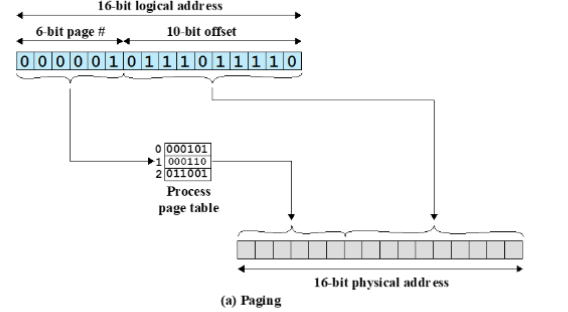 16-bit logical address
6-bit page # 10-bit offset
0 0 0 0 0 1 0 1 1 1 0 1 1 1 1 0
0 000101
1 000110
2 011001
Process
page table
16-bit physical address
(a) Paging